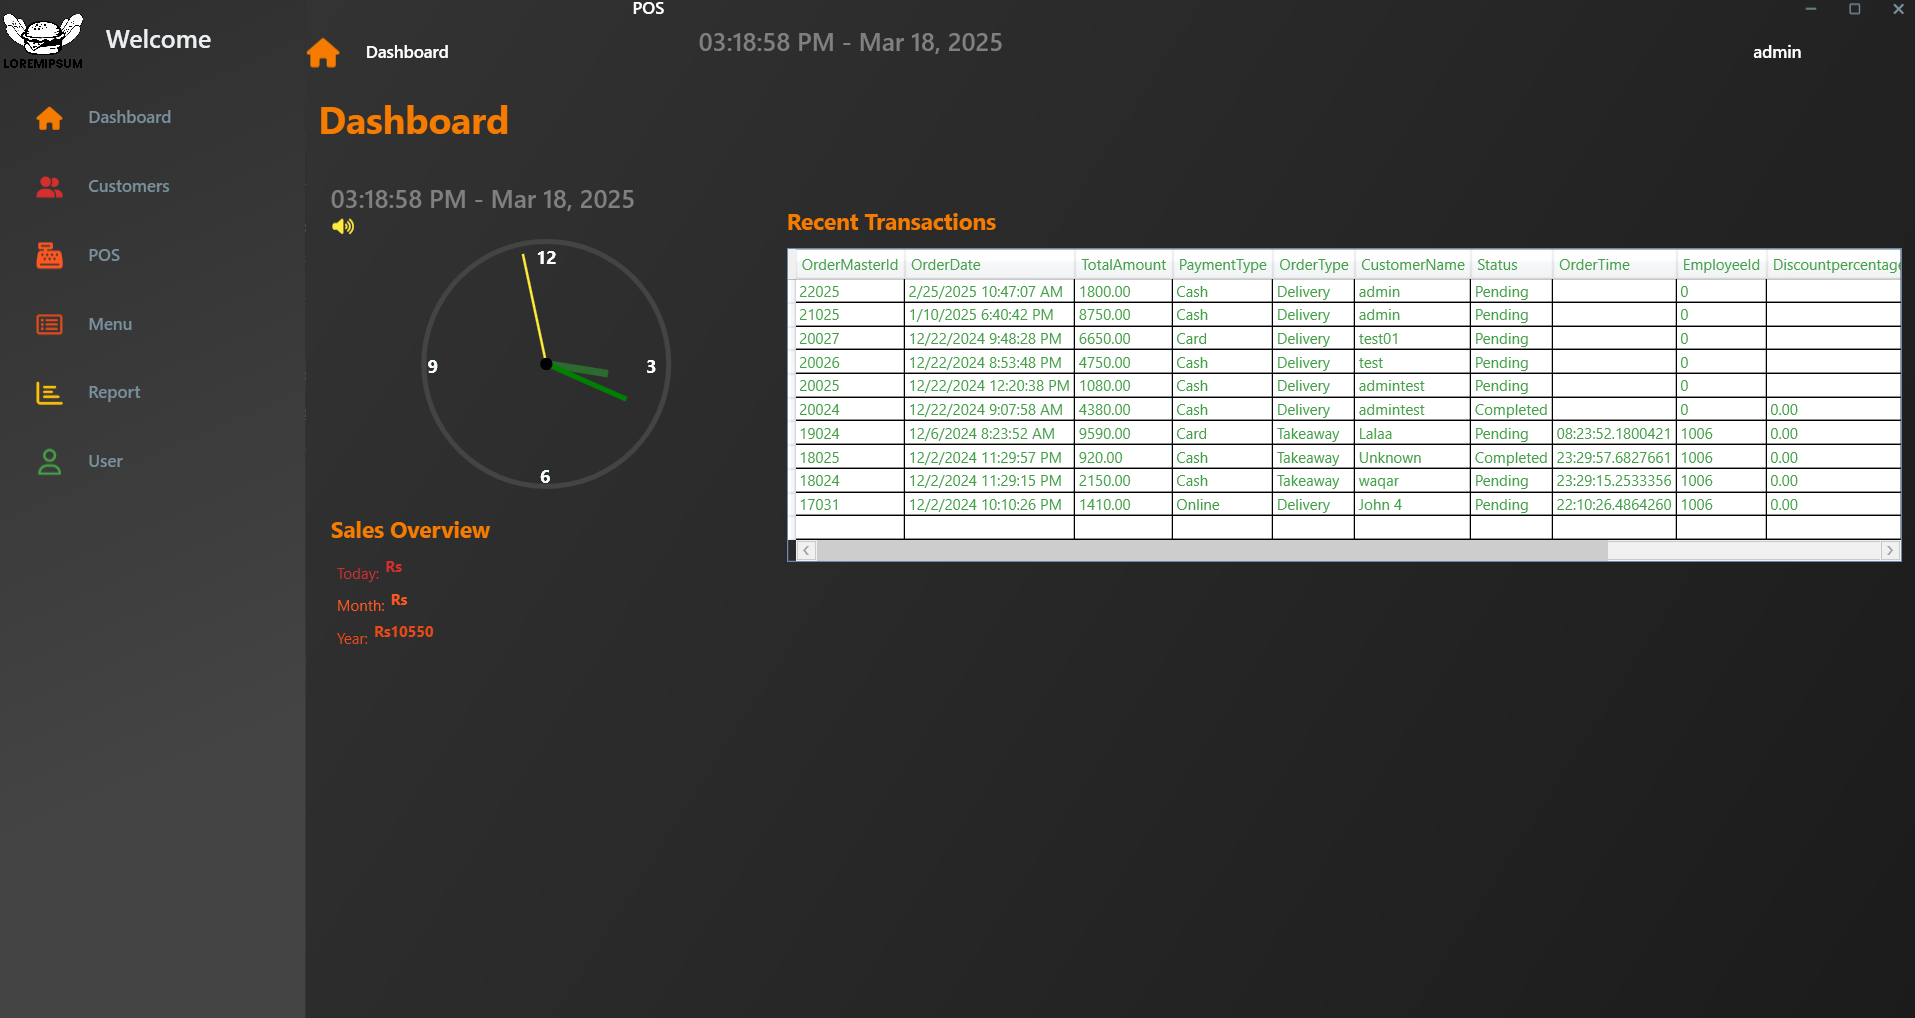 POS
LOREMIPSUM
Welcome
Dashboard
03:18:58 PM - Mar 18, 2025
admin
Dashboard
Customers
POS
Menu
Report
User
Dashboard
03:18:58 PM - Mar 18, 2025
12
3
6
9
Sales Overview
Today: Rs
Month: Rs
Year: Rs10550
Recent Transactions
OrderMasterId OrderDate TotalAmount PaymentType OrderType CustomerName Status OrderTime EmployeeId Discountpercentage
22025 2/25/2025 10:47:07 AM 1800.00 Cash Delivery admin Pending 0
21025 1/10/2025 6:40:42 PM 8750.00 Cash Delivery admin Pending 0
20027 12/22/2024 9:48:28 PM 6650.00 Card Delivery test01 Pending 0
20026 12/22/2024 8:53:48 PM 4750.00 Cash Delivery test Pending 0
20025 12/22/2024 12:20:38 PM 1080.00 Cash Delivery admintest Pending 0
20024 12/22/2024 9:07:58 AM 4380.00 Cash Delivery admintest Completed 0 0.00
19024 12/6/2024 8:23:52 AM 9590.00 Card Takeaway Lalaa Pending 08:23:52.1800421 1006 0.00
18025 12/2/2024 11:29:57 PM 920.00 Cash Takeaway Unknown Completed 23:29:57.6827661 1006 0.00
18024 12/2/2024 11:29:15 PM 2150.00 Cash Takeaway waqar Pending 23:29:15.2533356 1006 0.00
17031 12/2/2024 10:10:26 PM 1410.00 Online Delivery John 4 Pending 22:10:26.4864260 1006 0.00